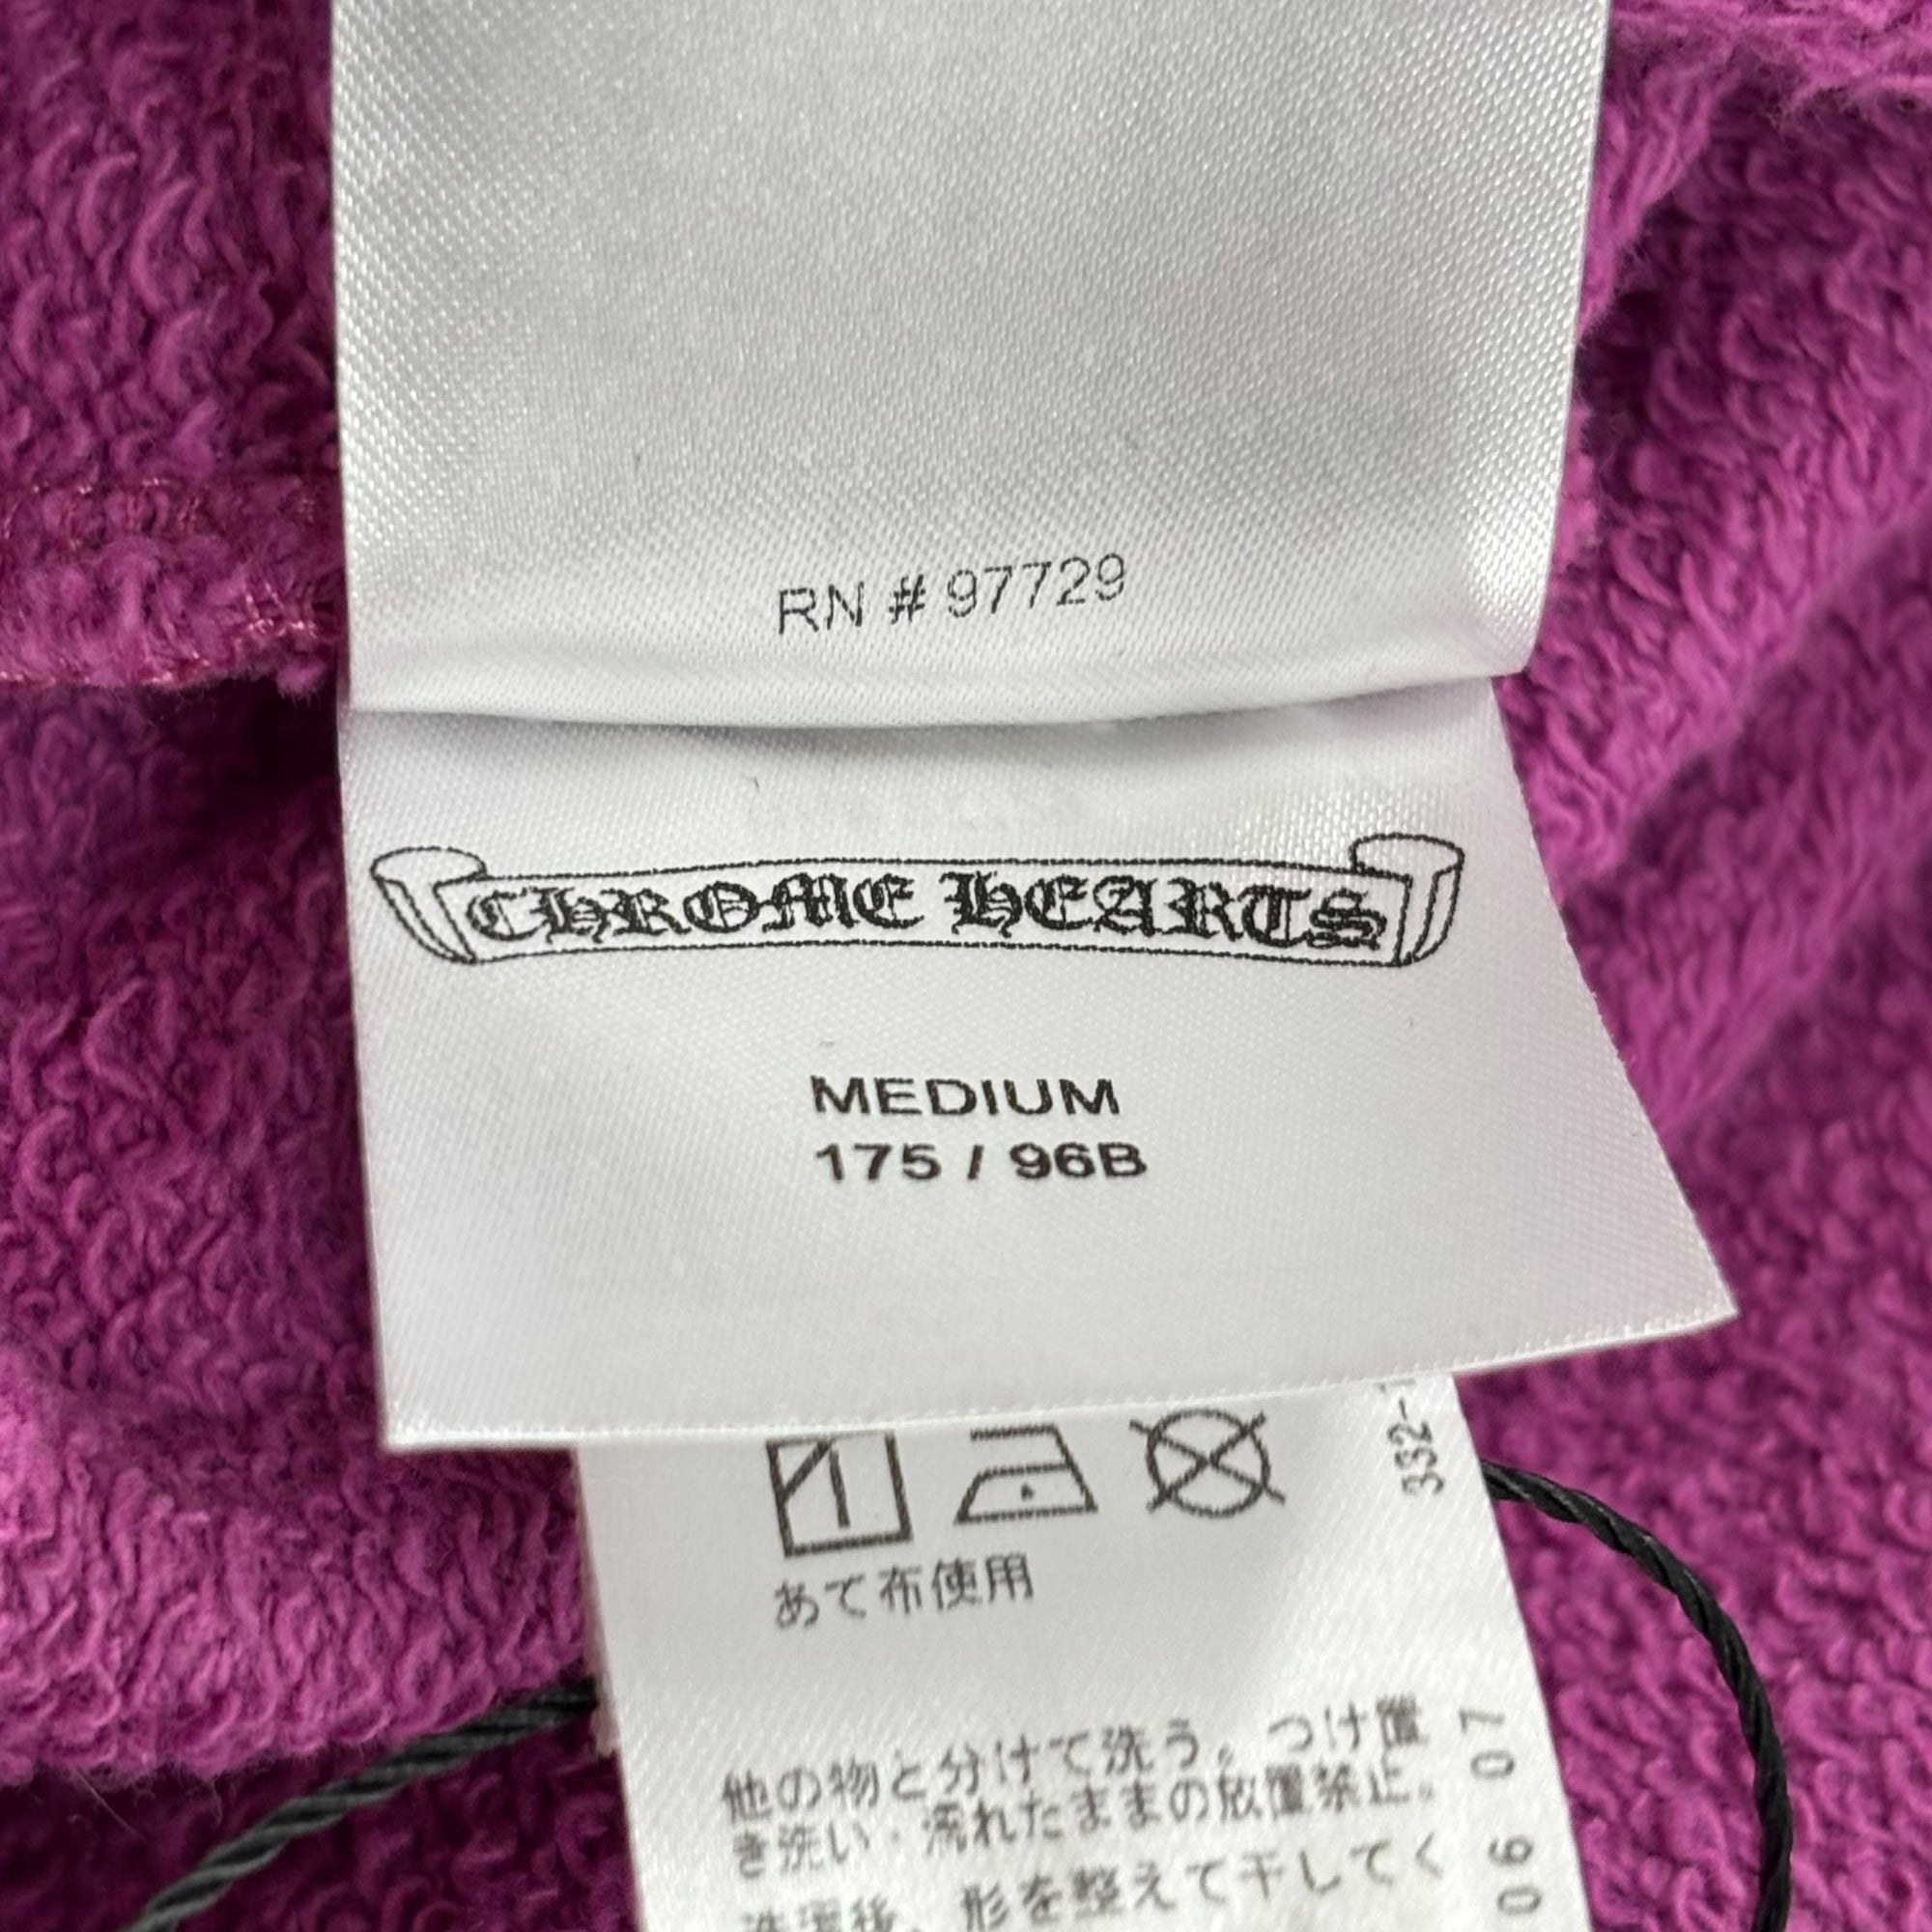 RN # 97729
CHROME HEARTS
MEDIUM
175 / 96B
332-
あて布使用
他の物と分けて洗う。つけ置
き洗い・濡れたままの放置禁止。
洗濯後、形を整えて干してく
06 07